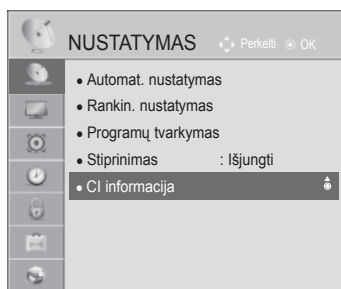 NUSTATYMAS Perkelti OK
• Automat. nustatymas
• Rankin. nustatymas
• Programų tvarkymas
• Stiprinimas : Išjungti
• CI informacija